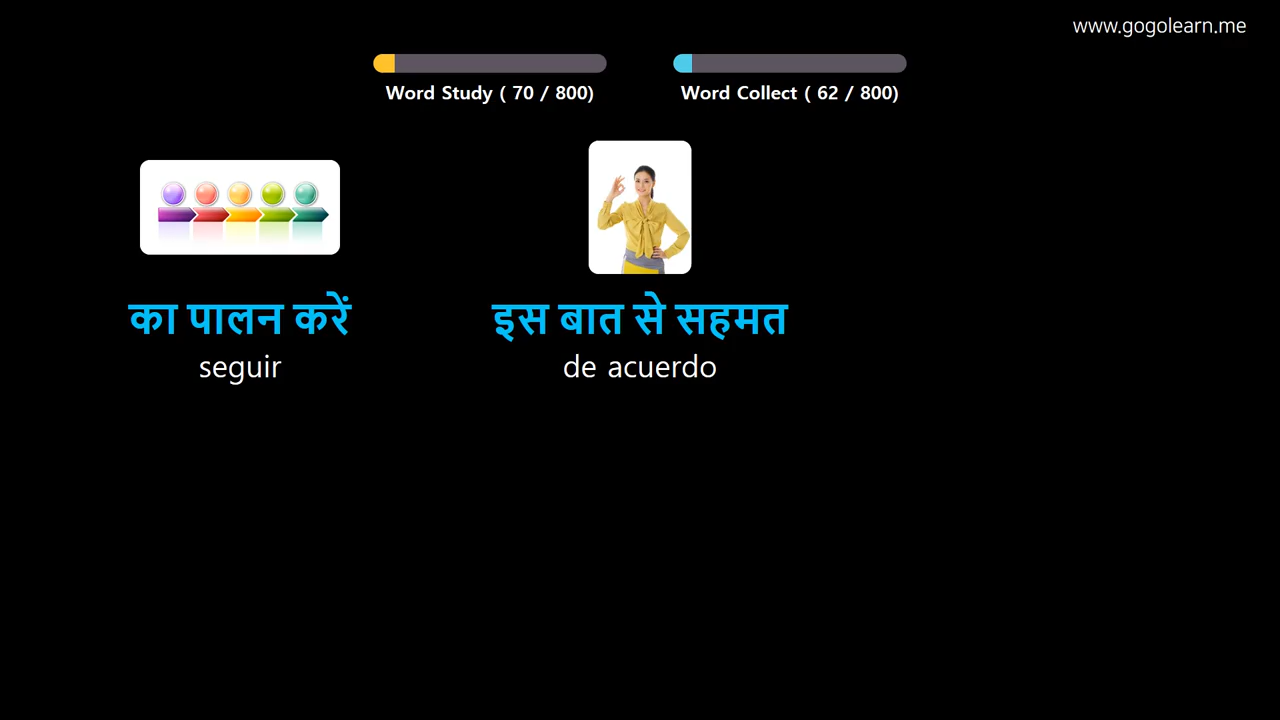 www.gogolearn.me
Word Study ( 70 / 800)
Word Collect ( 62 / 800)
का पालन करें
seguir
इस बात से सहमत
de acuerdo